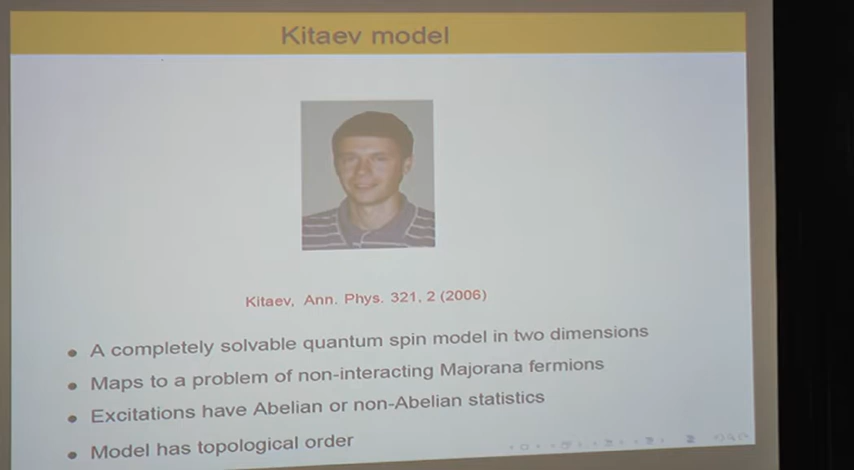 Kitaev model
Kitaev, Ann. Phys. 321, 2 (2006)
• A completely solvable quantum spin model in two dimensions
• Maps to a problem of non-interacting Majorana fermions
• Excitations have Abelian or non-Abelian statistics
• Model has topological order